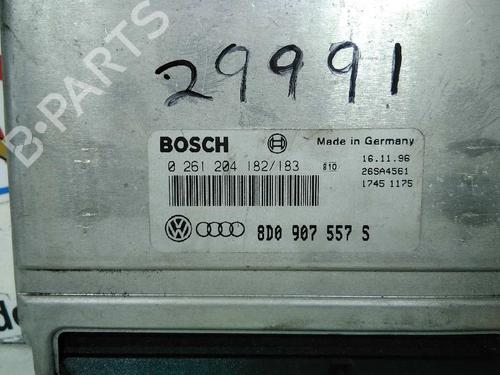 B-PARTS
29991
BOSCH Made in Germany
0 261 204 182/183 810 16.11.96
26SA4561
1745 1175
8D0 907 557 S